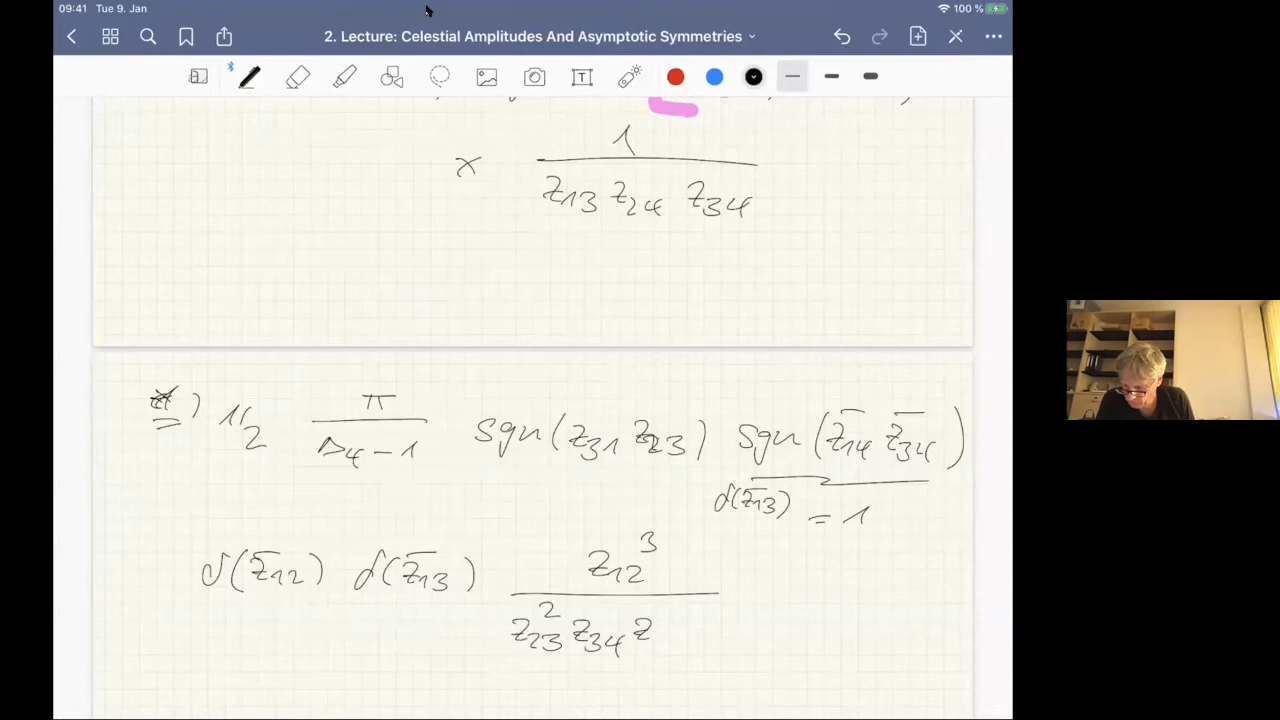 09:41 Tue 9. Jan 100 %
2. Lecture: Celestial Amplitudes And Asymptotic Symmetries
1
× z13 z24 z34
) 1/2 π / (Δ4 − 1) sgn(z31 z23) sgn(z̄14 z̄34)
δ(z̄13) = 1
δ(z̄12) δ(z̄13) z12^3
z23^2 z34 z